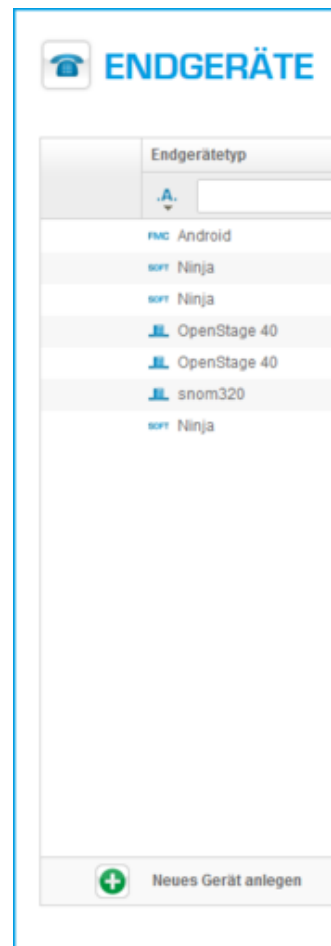 ENDGERÄTE
Endgerätetyp
.A.
FMC Android
SOFT Ninja
SOFT Ninja
OpenStage 40
OpenStage 40
snom320
SOFT Ninja
Neues Gerät anlegen